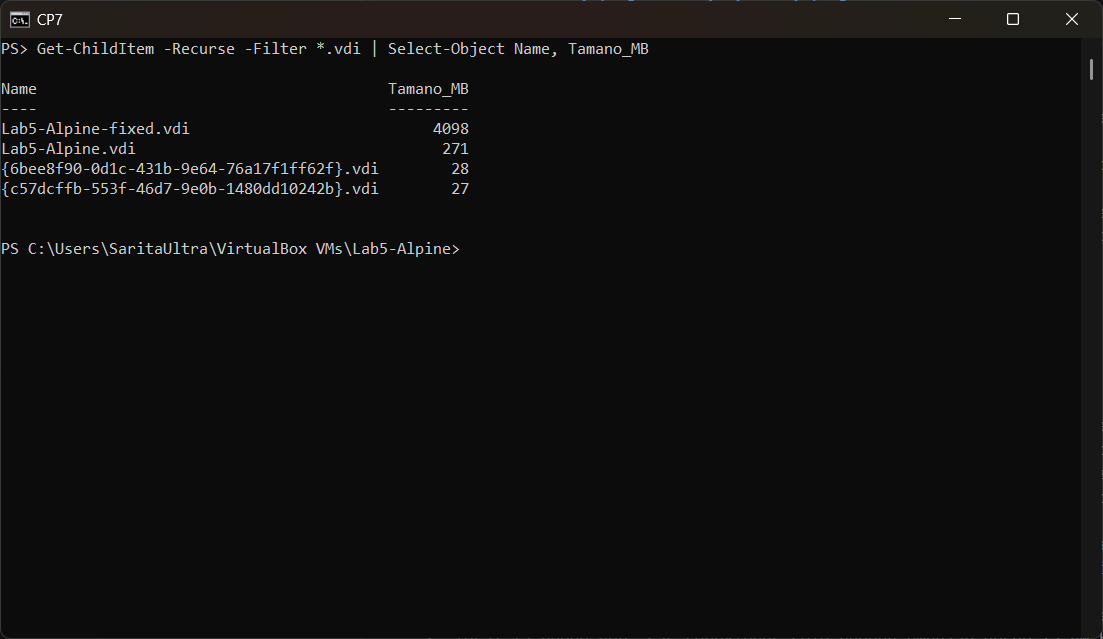 CP7
PS> Get-ChildItem -Recurse -Filter *.vdi | Select-Object Name, Tamano_MB
Name Tamano_MB
---- ---------
Lab5-Alpine-fixed.vdi 4098
Lab5-Alpine.vdi 271
{6bee8f90-0d1c-431b-9e64-76a17f1ff62f}.vdi 28
{c57dcffb-553f-46d7-9e0b-1480dd10242b}.vdi 27
PS C:\Users\SaritaUltra\VirtualBox VMs\Lab5-Alpine>